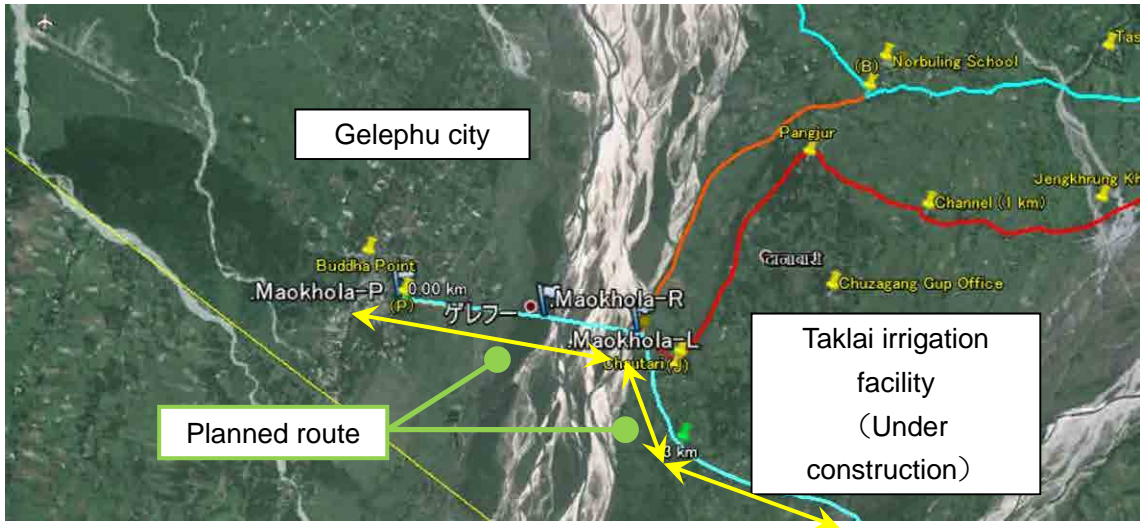 Tas
Norbuling School
(B)
Gelephu city
Pangjur
Jengkhrung Kh
Channel (1 km)
Buddha Point
Chuzagang Gup Office
.Maokhola-P
0.00 km
(P)
ゲレフー
.Maokhola-R
.Maokhola-L
Chautari (J)
Taklai irrigation
facility
（Under
construction）
Planned route
3 km